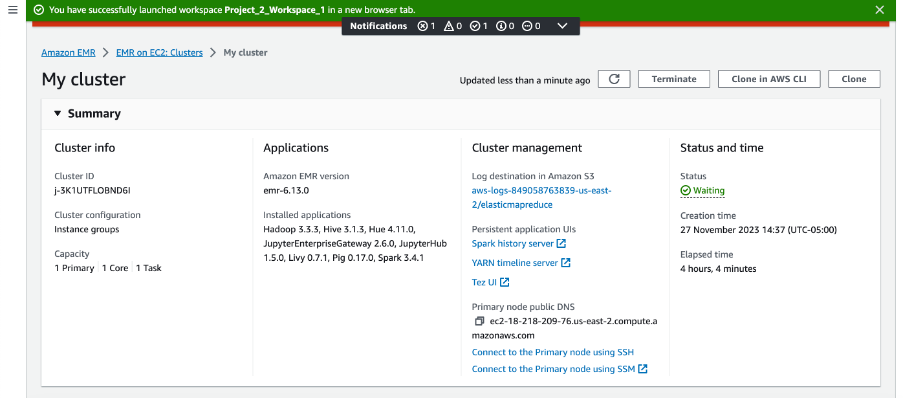 You have successfully launched workspace Project_2_Workspace_1 in a new browser tab.
Notifications 1 0 1 0 0
Amazon EMR > EMR on EC2: Clusters > My cluster
My cluster
Updated less than a minute ago
Terminate
Clone in AWS CLI
Clone
Summary
Cluster info
Cluster ID
j-3K1UTFLOBND6I
Cluster configuration
Instance groups
Capacity
1 Primary 1 Core 1 Task
Applications
Amazon EMR version
emr-6.13.0
Installed applications
Hadoop 3.3.3, Hive 3.1.3, Hue 4.11.0,
JupyterEnterpriseGateway 2.6.0, JupyterHub
1.5.0, Livy 0.7.1, Pig 0.17.0, Spark 3.4.1
Cluster management
Log destination in Amazon S3
aws-logs-849058763839-us-east-
2/elasticmapreduce
Persistent application UIs
Spark history server
YARN timeline server
Tez UI
Primary node public DNS
ec2-18-218-209-76.us-east-2.compute.a
mazonaws.com
Connect to the Primary node using SSH
Connect to the Primary node using SSM
Status and time
Status
Waiting
Creation time
27 November 2023 14:37 (UTC-05:00)
Elapsed time
4 hours, 4 minutes